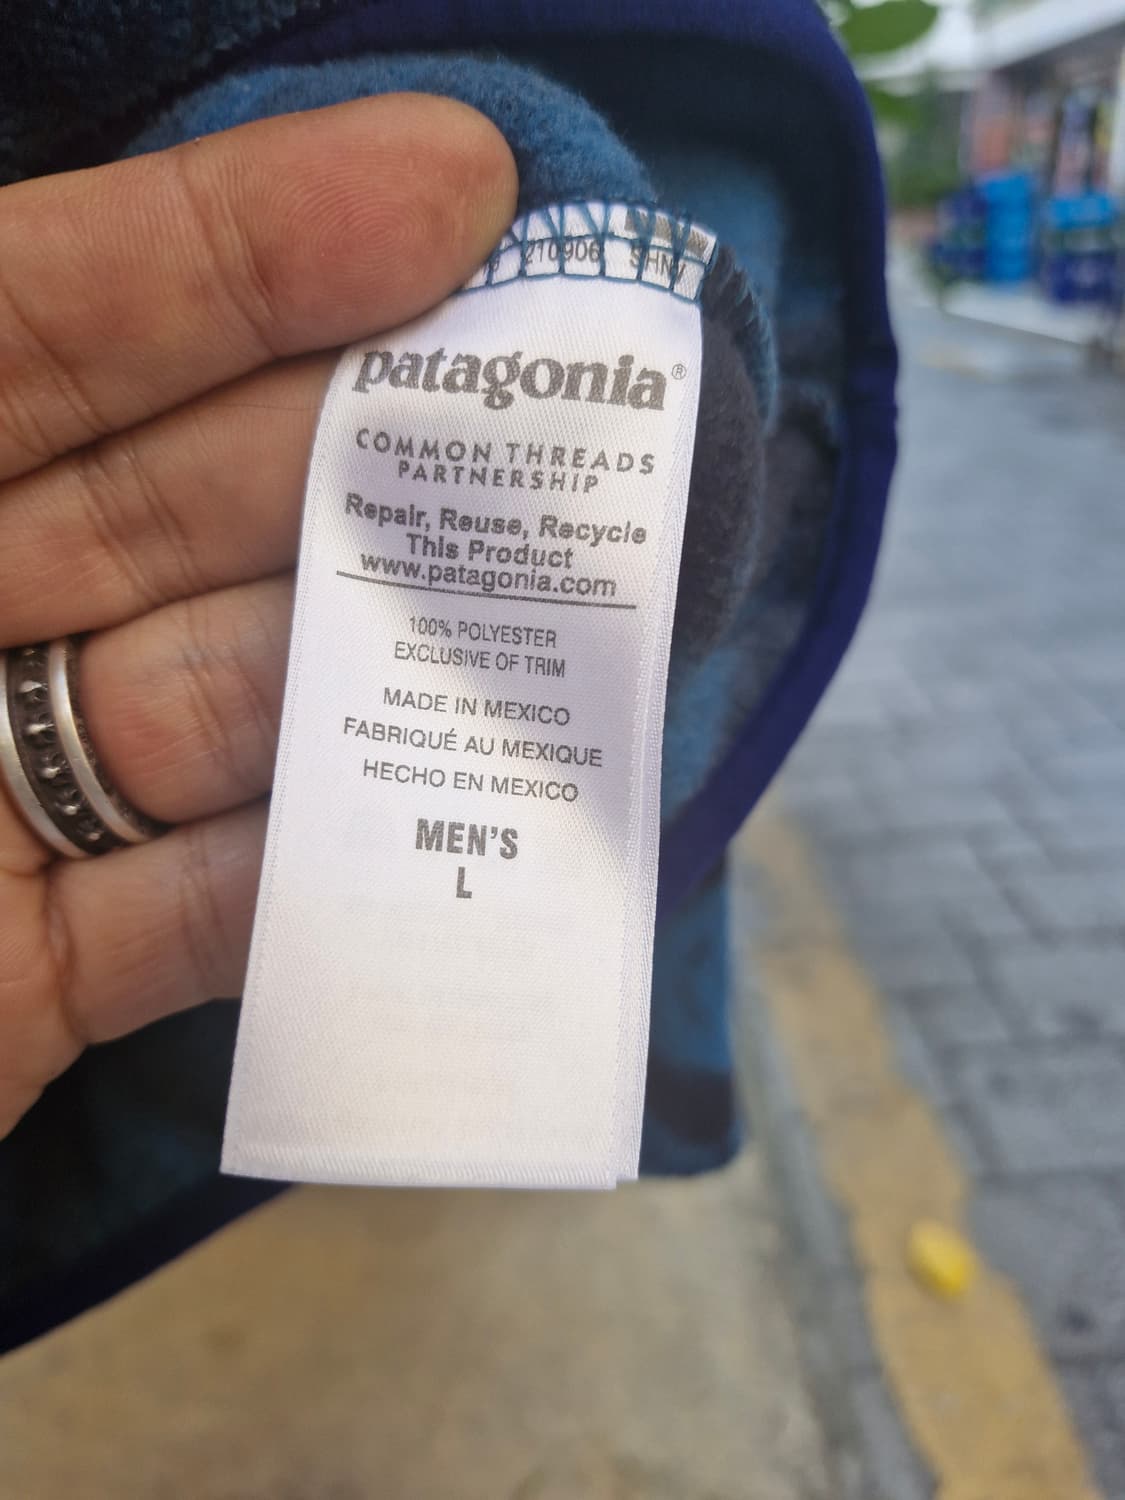 210906 SHNV
patagonia®
COMMON THREADS
PARTNERSHIP
Repair, Reuse, Recycle
This Product
www.patagonia.com
100% POLYESTER
EXCLUSIVE OF TRIM
MADE IN MEXICO
FABRIQUÉ AU MEXIQUE
HECHO EN MEXICO
MEN'S
L